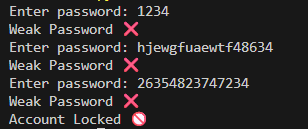 Enter password: 1234
Weak Password ❌
Enter password: hjewgfuaewtf48634
Weak Password ❌
Enter password: 26354823747234
Weak Password ❌
Account Locked 🚫